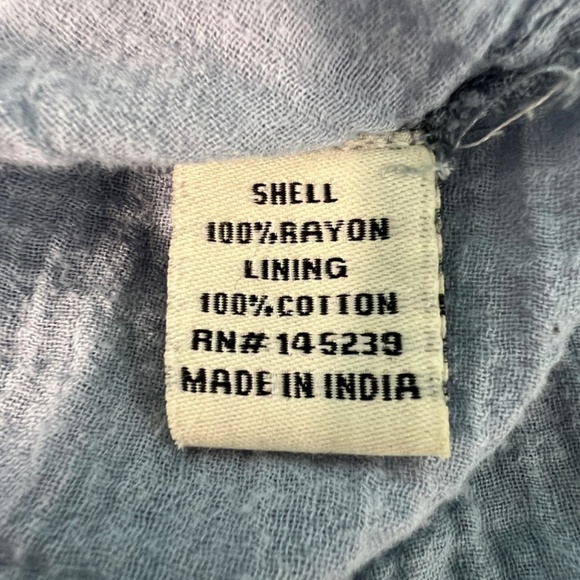 SHELL
100%RAYON
LINING
100%COTTON
RN# 145239
MADE IN INDIA